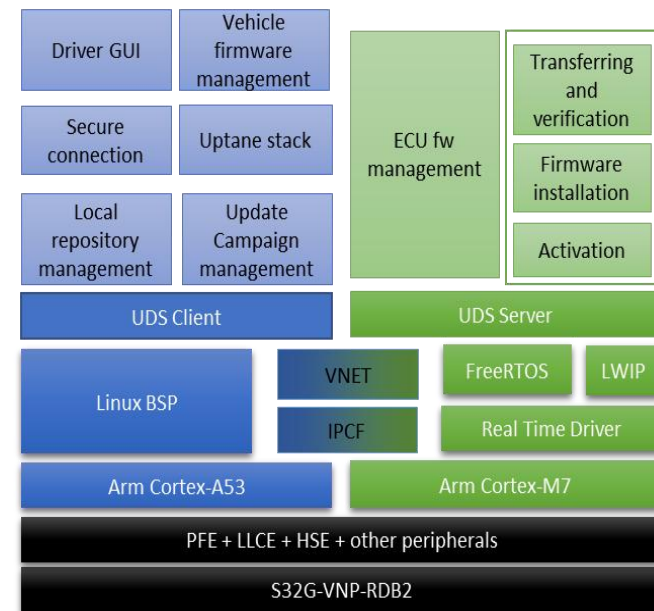 Driver GUI
Vehicle
firmware
management
Secure
connection
Uptane stack
Local
repository
management
Update
Campaign
management
ECU fw
management
Transferring
and
verification
Firmware
installation
Activation
UDS Client
UDS Server
Linux BSP
VNET
IPCF
FreeRTOS
LWIP
Real Time Driver
Arm Cortex-A53
Arm Cortex-M7
PFE + LLCE + HSE + other peripherals
S32G-VNP-RDB2